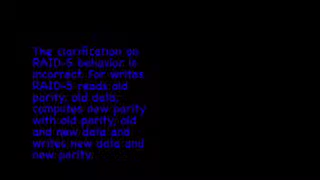 The clarification on
RAID-5 behavior is
incorrect. For writes
RAID-5 reads old
parity, old data;
computes new parity
with old parity, old
and new data and
writes new data and
new parity.